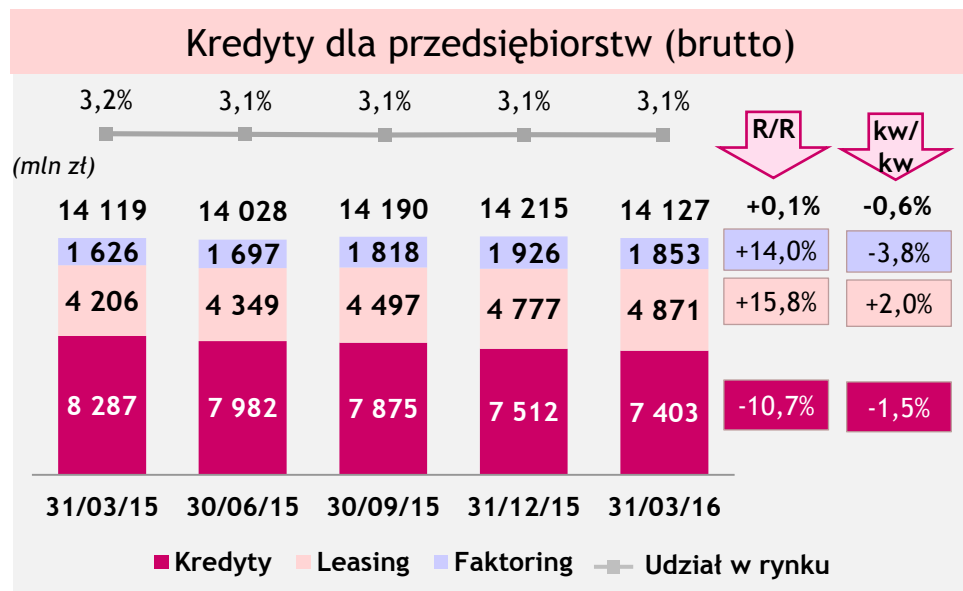 Kredyty dla przedsiębiorstw (brutto)
3,2% 3,1% 3,1% 3,1% 3,1%
R/R kw/
kw
(mln zł)
14 119 14 028 14 190 14 215 14 127 +0,1% -0,6%
1 626 1 697 1 818 1 926 1 853 +14,0% -3,8%
4 206 4 349 4 497 4 777 4 871 +15,8% +2,0%
8 287 7 982 7 875 7 512 7 403 -10,7% -1,5%
31/03/15 30/06/15 30/09/15 31/12/15 31/03/16
Kredyty Leasing Faktoring Udział w rynku